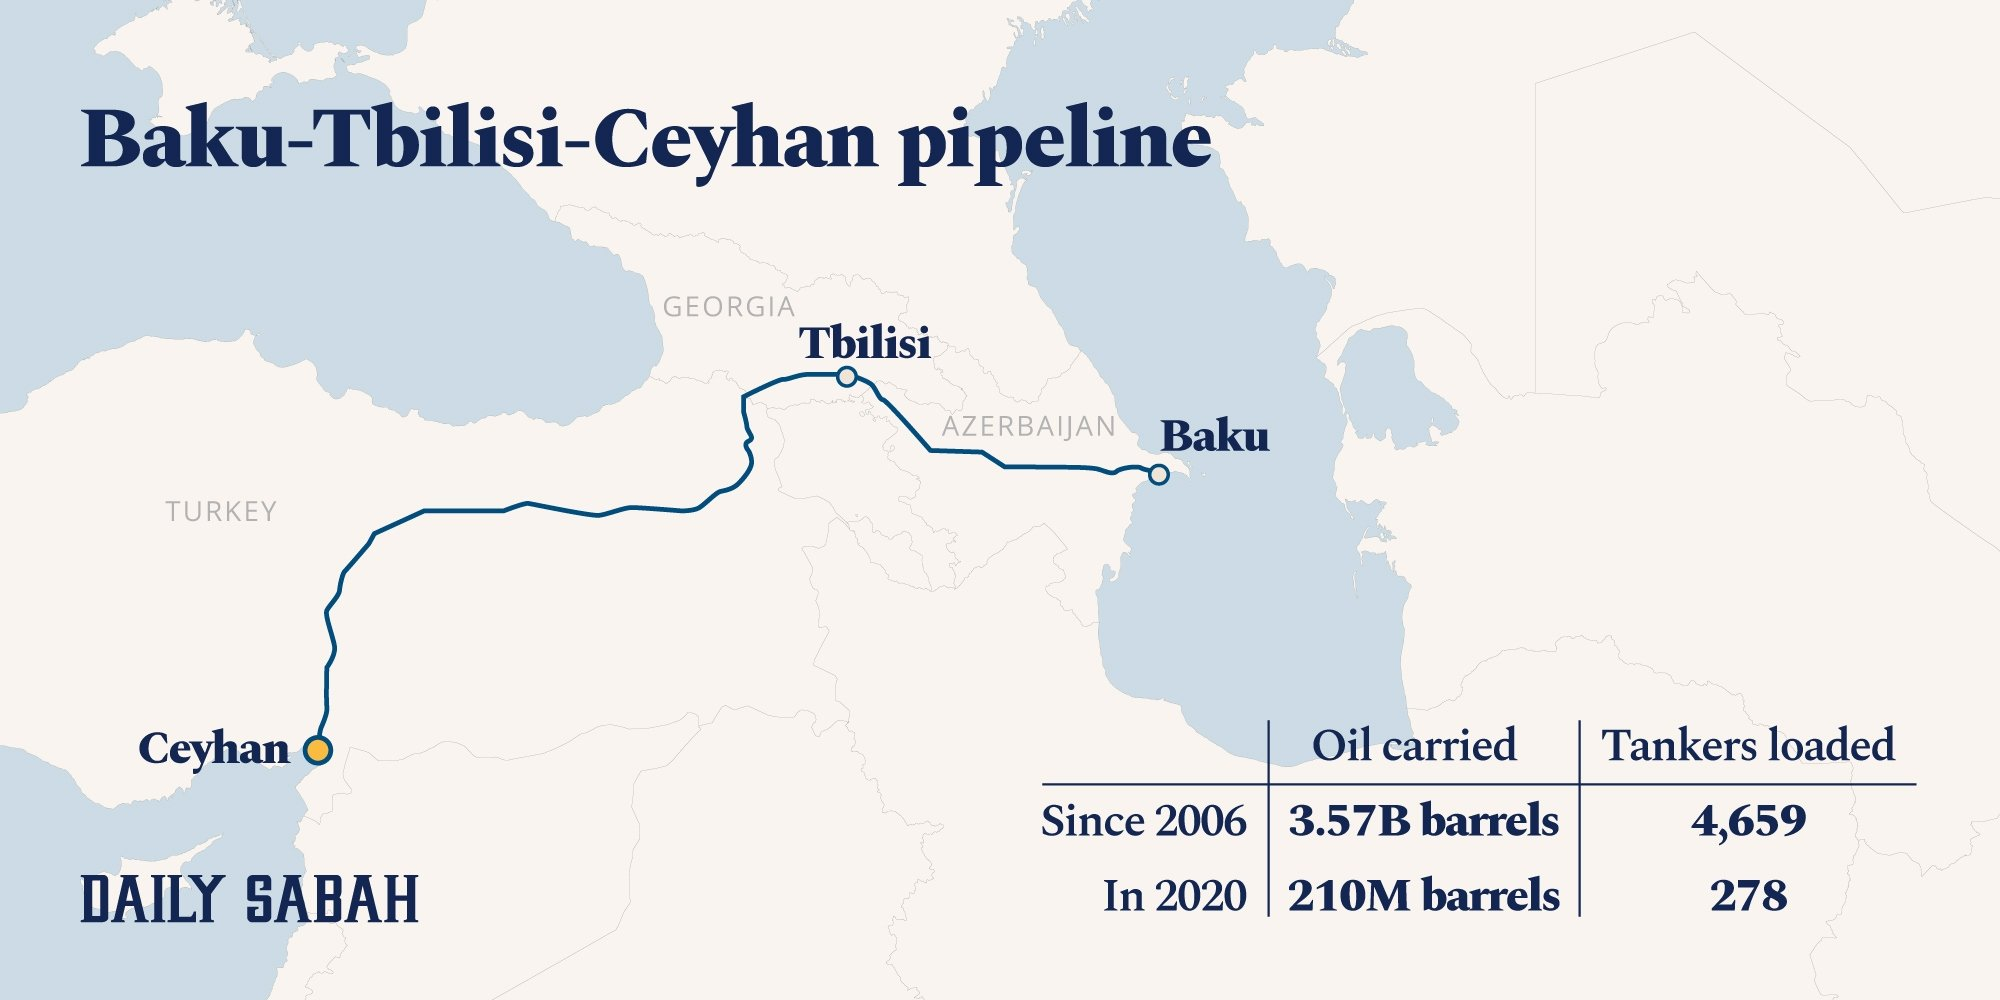 Baku-Tbilisi-Ceyhan pipeline
GEORGIA
Tbilisi
AZERBAIJAN
Baku
TURKEY
Ceyhan
Oil carried Tankers loaded
Since 2006 3.57B barrels 4,659
In 2020 210M barrels 278
DAILY SABAH